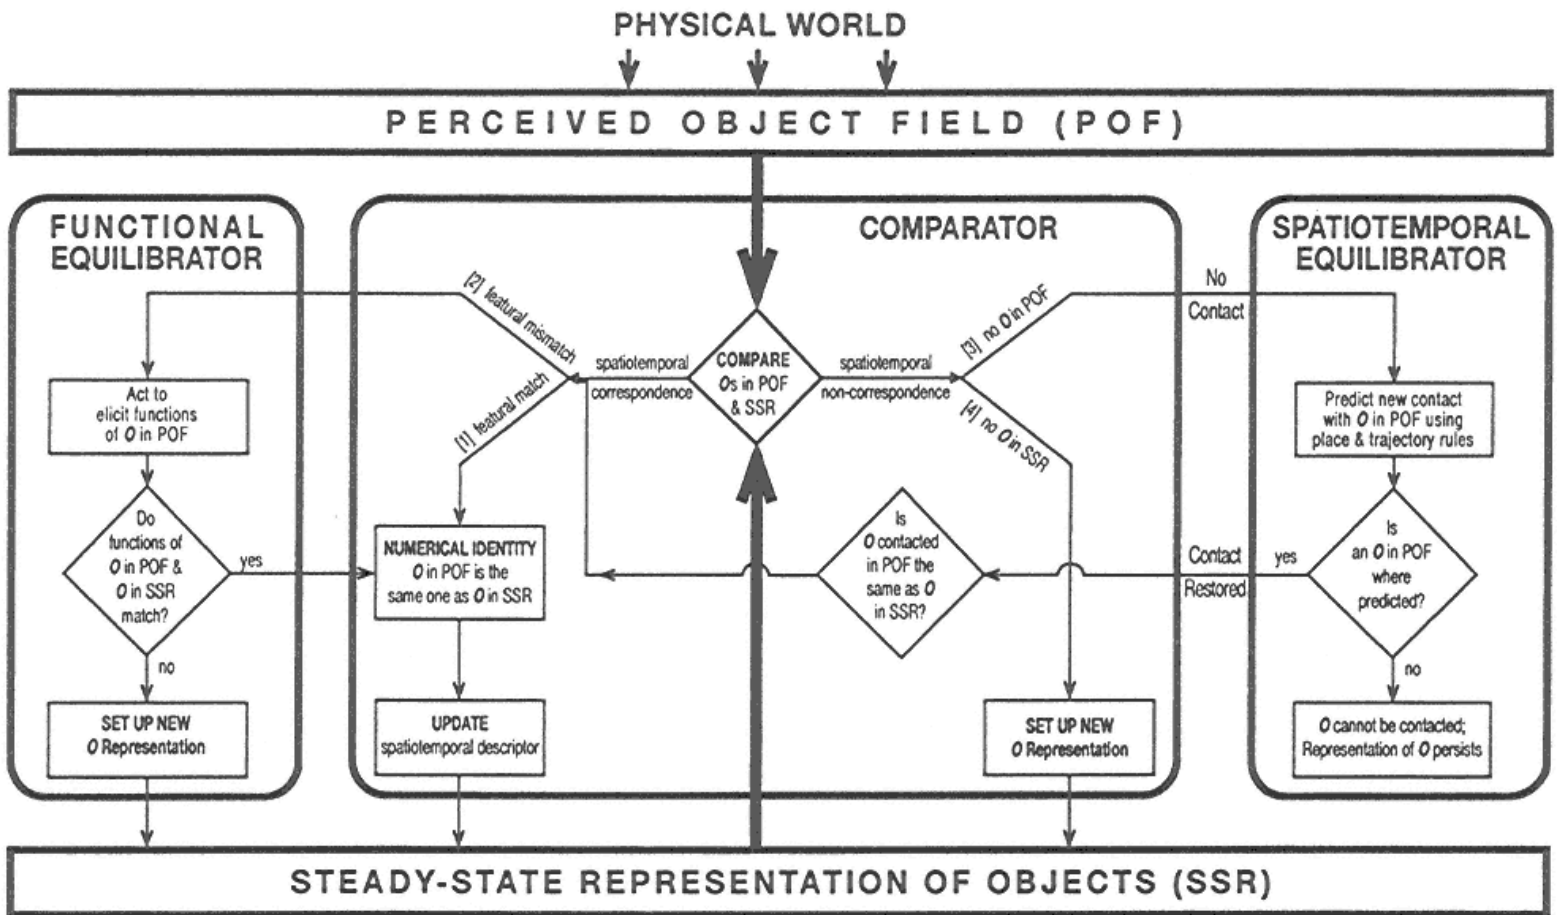 PHYSICAL WORLD
PERCEIVED OBJECT FIELD (POF)
FUNCTIONAL
EQUILIBRATOR
Act to
elicit functions
of O in POF
Do
functions of
O in POF &
O in SSR
match?
yes
no
SET UP NEW
O Representation
COMPARATOR
[2] featural mismatch
[1] featural match
spatiotemporal
correspondence
COMPARE
Os in POF
& SSR
spatiotemporal
non-correspondence
[3] no O in POF
[4] no O in SSR
NUMERICAL IDENTITY
O in POF is the
same one as O in SSR
UPDATE
spatiotemporal descriptor
Is
O contacted
in POF the
same as O
in SSR?
SET UP NEW
O Representation
No
Contact
Contact
Restored
SPATIOTEMPORAL
EQUILIBRATOR
Predict new contact
with O in POF using
place & trajectory rules
Is
an O in POF
where
predicted?
yes
no
O cannot be contacted;
Representation of O persists
STEADY-STATE REPRESENTATION OF OBJECTS (SSR)